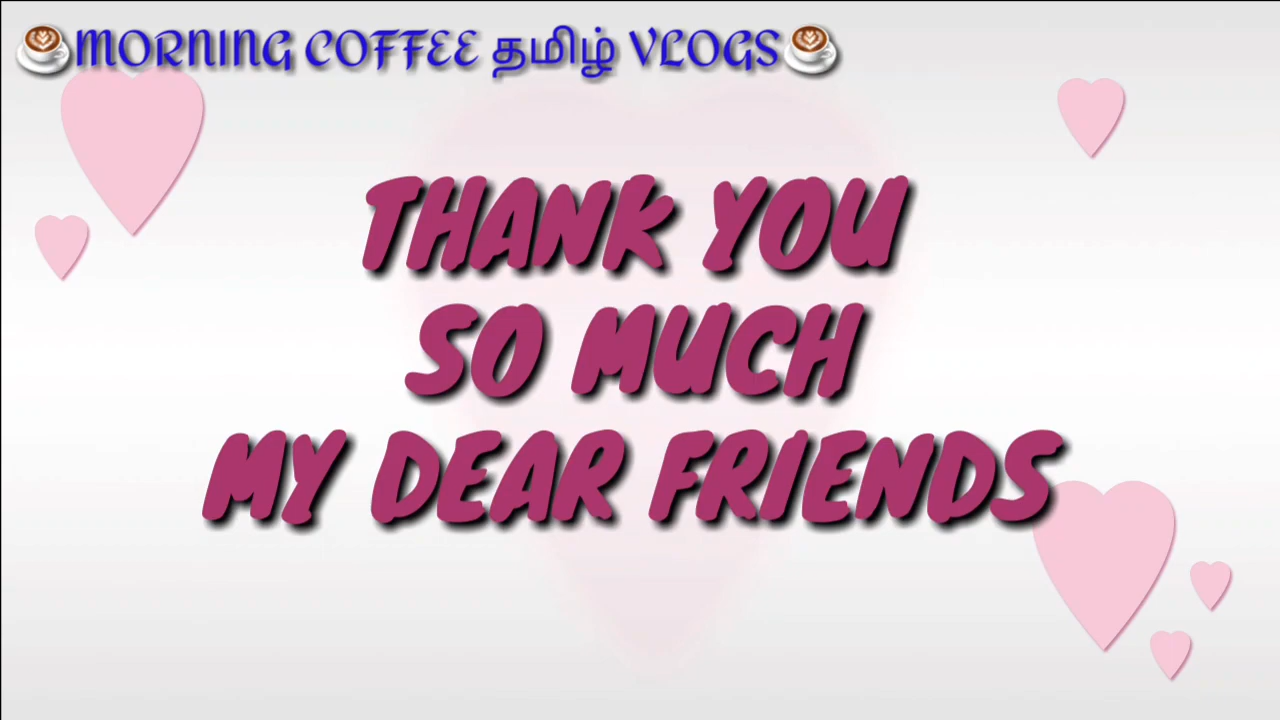 ☕MORNING COFFEE தமிழ் VLOGS☕
THANK YOU
SO MUCH
MY DEAR FRIENDS